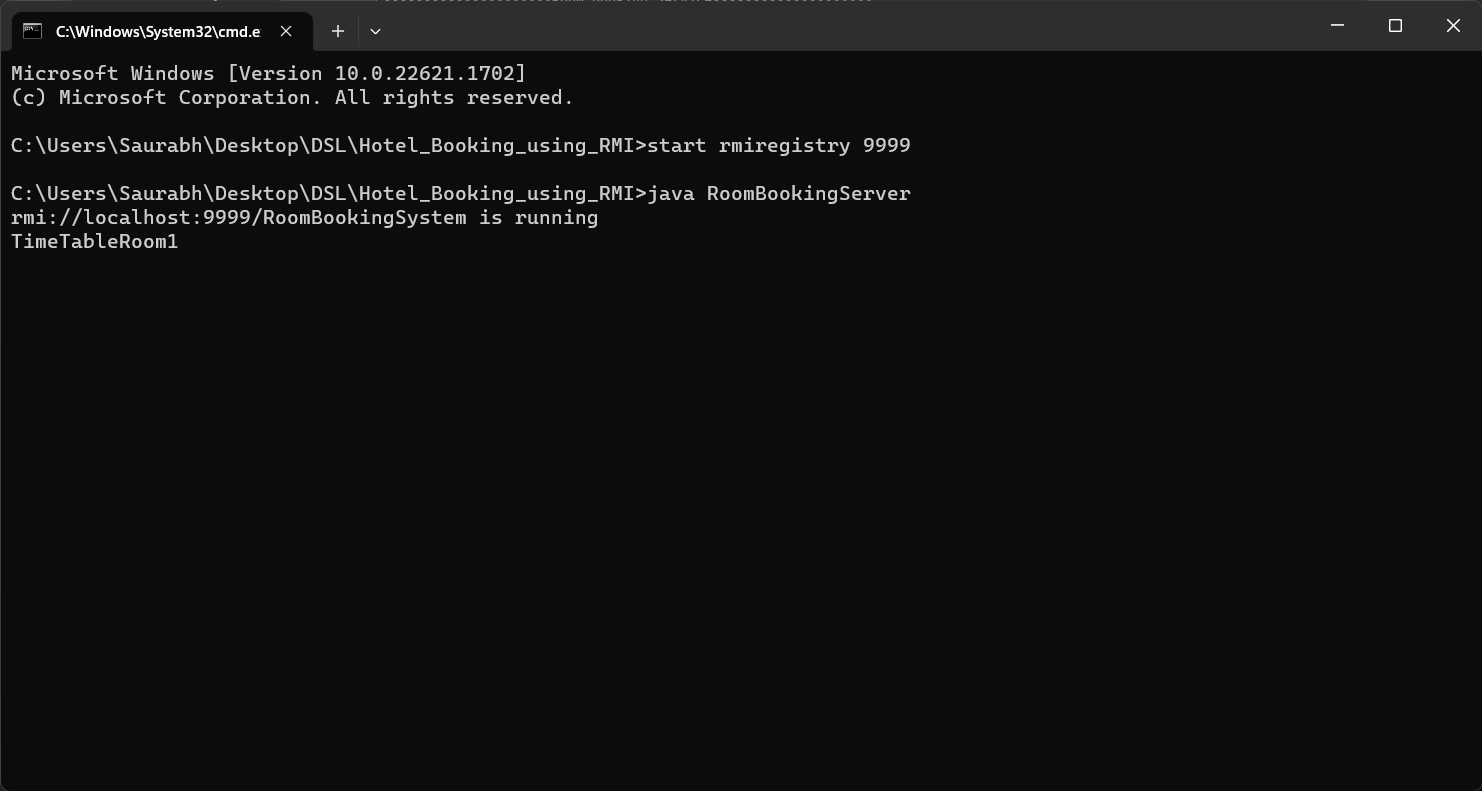 C:\Windows\System32\cmd.e
Microsoft Windows [Version 10.0.22621.1702]
(c) Microsoft Corporation. All rights reserved.
C:\Users\Saurabh\Desktop\DSL\Hotel_Booking_using_RMI>start rmiregistry 9999
C:\Users\Saurabh\Desktop\DSL\Hotel_Booking_using_RMI>java RoomBookingServer
rmi://localhost:9999/RoomBookingSystem is running
TimeTableRoom1